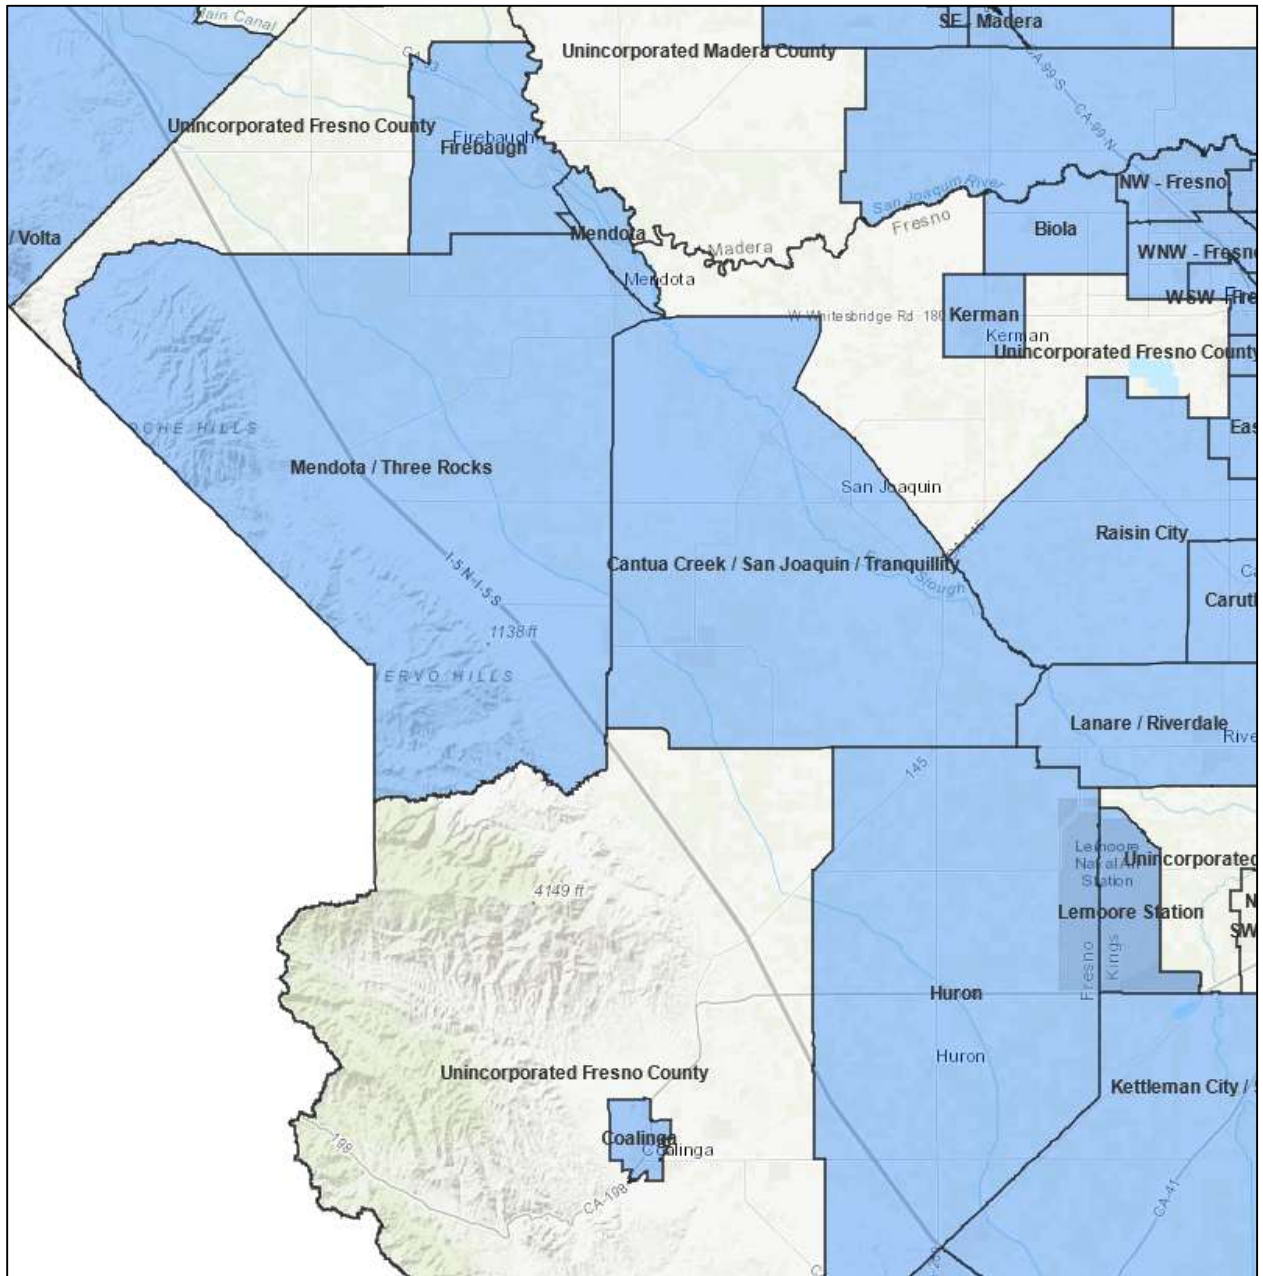 Main Canal
SE - Madera
Unincorporated Madera County
CA-99-S
CA-99-N
Unincorporated Fresno County
Firebaugh
Firebaugh
San Joaquin River
NW - Fresno
Fresno
Biola
/ Volta
Mendota
Madera
WNW - Fresno
Mendota
W Whitesbridge Rd 180
Kerman
Kerman
Unincorporated Fresno County
Mendota / Three Rocks
San Joaquin
Raisin City
I-5 N-I-5 S
Cantua Creek / San Joaquin / Tranquillity
Slough
1138 ft
Lanare / Riverdale
145
Lemoore
Naval Air
Station
Unincorporated
4149 ft
Lemoore Station
N
SW
Fresno
Kings
Huron
Huron
Unincorporated Fresno County
Kettleman City /
Coalinga
Coalinga
198
CA-198
CA-41